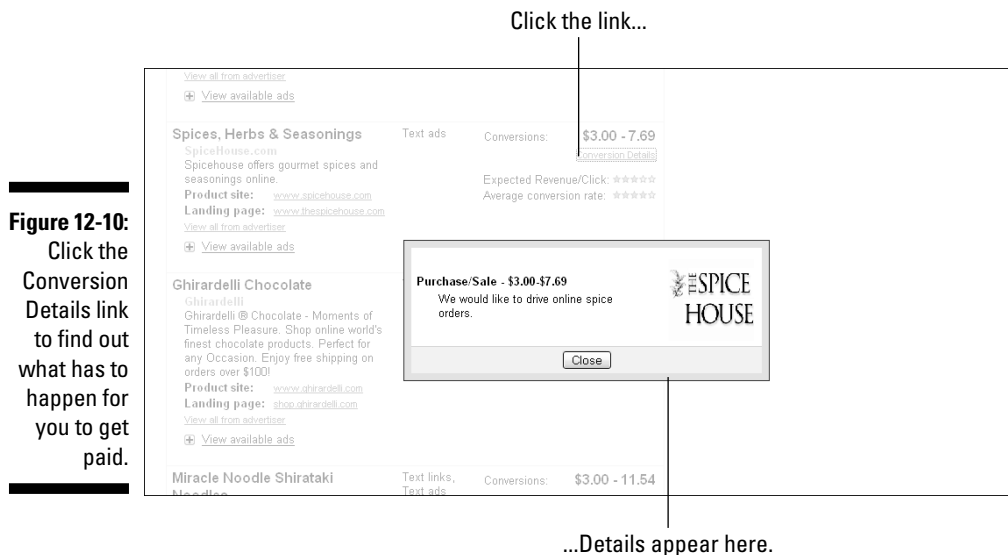 Click the link...
View all from advertiser
View available ads
Spices, Herbs & Seasonings
Text ads
Conversions:
$3.00 - 7.69
SpiceHouse.com
Conversion Details
Spicehouse offers gourmet spices and
seasonings online.
Expected Revenue/Click:
Product site: www.spicehouse.com
Average conversion rate:
Landing page: www.thespicehouse.com
View all from advertiser
View available ads
Figure 12-10:
Click the
Conversion
Details link
to find out
what has to
happen for
you to get
paid.
Purchase/Sale - $3.00-$7.69
We would like to drive online spice
orders.
THE SPICE
HOUSE
Close
Ghirardelli Chocolate
Ghirardelli
Ghirardelli ® Chocolate - Moments of
Timeless Pleasure. Shop online world's
finest chocolate products. Perfect for
any Occasion. Enjoy free shipping on
orders over $100!
Product site: www.ghirardelli.com
Landing page: shop.ghirardelli.com
View all from advertiser
View available ads
Miracle Noodle Shirataki
Noodles
Text links,
Text ads
Conversions:
$3.00 - 11.54
...Details appear here.